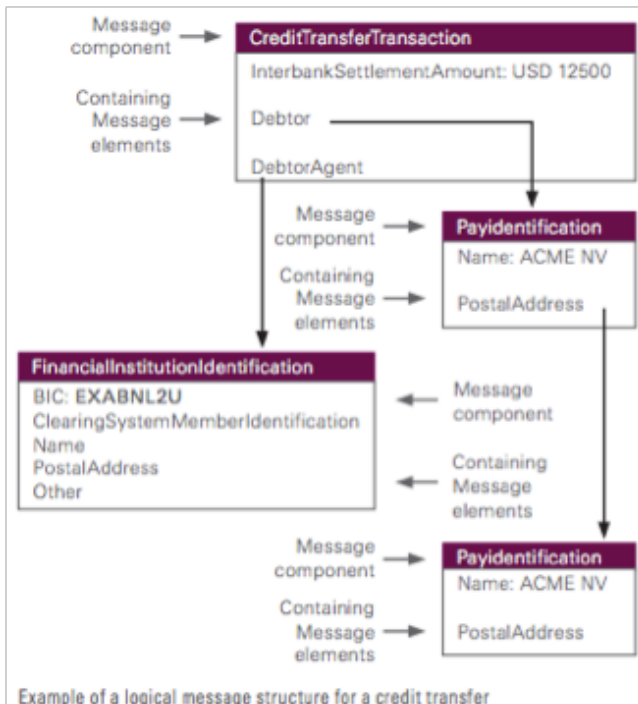 Message
component
CreditTransferTransaction
InterbankSettlementAmount: USD 12500
Containing
Message
elements
Debtor
DebtorAgent
Message
component
Payidentification
Name: ACME NV
Containing
Message
elements
PostalAddress
FinancialInstitutionIdentification
BIC: EXABNL2U
ClearingSystemMemberIdentification
Name
PostalAddress
Other
Message
component
Containing
Message
elements
Message
component
Payidentification
Name: ACME NV
Containing
Message
elements
PostalAddress
Example of a logical message structure for a credit transfer